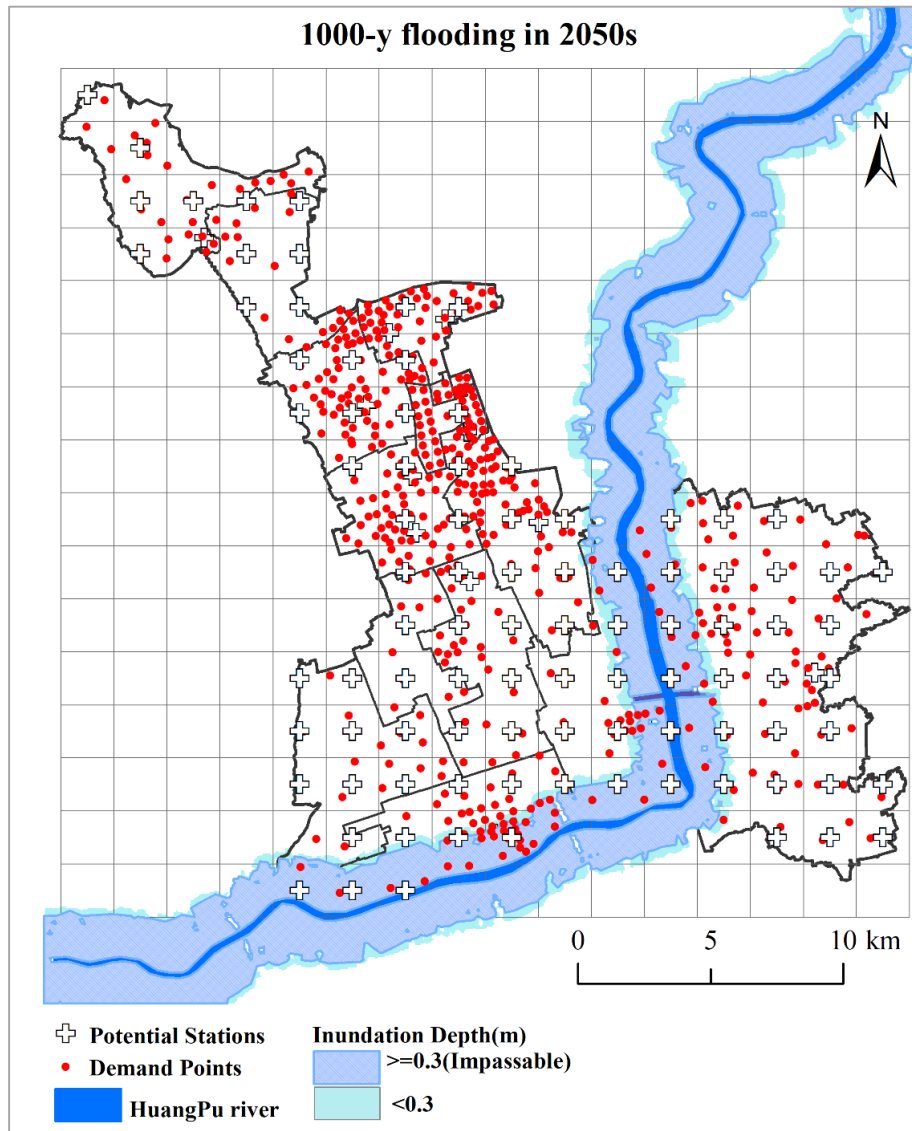 1000-y flooding in 2050s
N
0 5 10 km
Potential Stations
Demand Points
HuangPu river
Inundation Depth(m)
>=0.3(Impassable)
<0.3